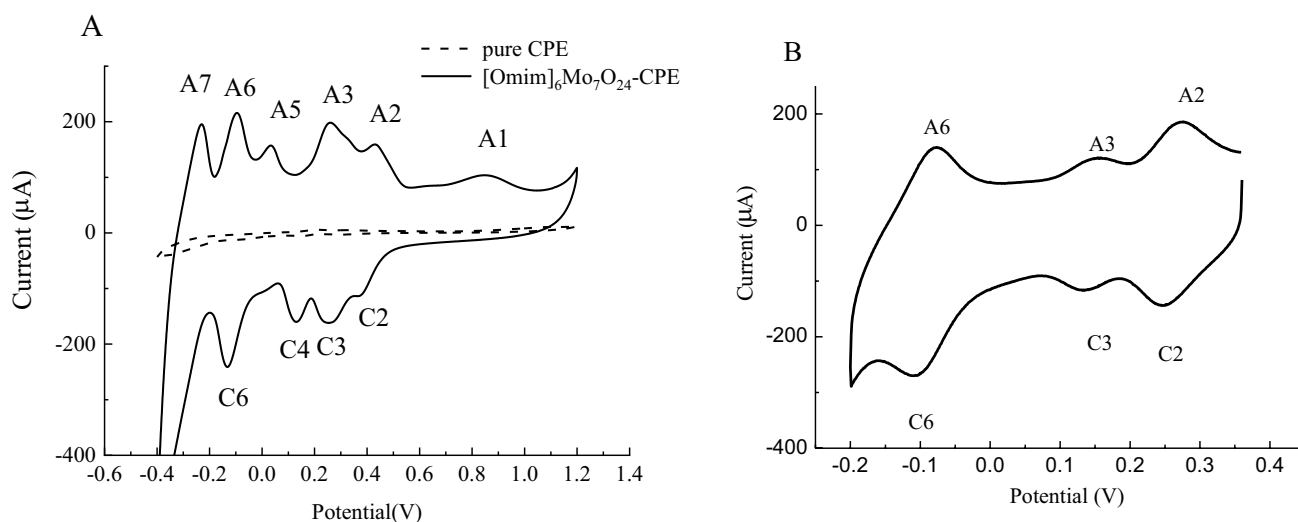 A
pure CPE
[Omim]₆Mo₇O₂₄-CPE
A7
A6
A5
A3
A2
A1
200
0
-200
-400
C6
C4
C3
C2
-0.6
-0.4
-0.2
0.0
0.2
0.4
0.6
0.8
1.0
1.2
1.4
Current (μA)
Potential(V)
B
A6
A3
A2
200
0
-200
-400
C6
C3
C2
-0.2
-0.1
0.0
0.1
0.2
0.3
0.4
Current (μA)
Potential (V)